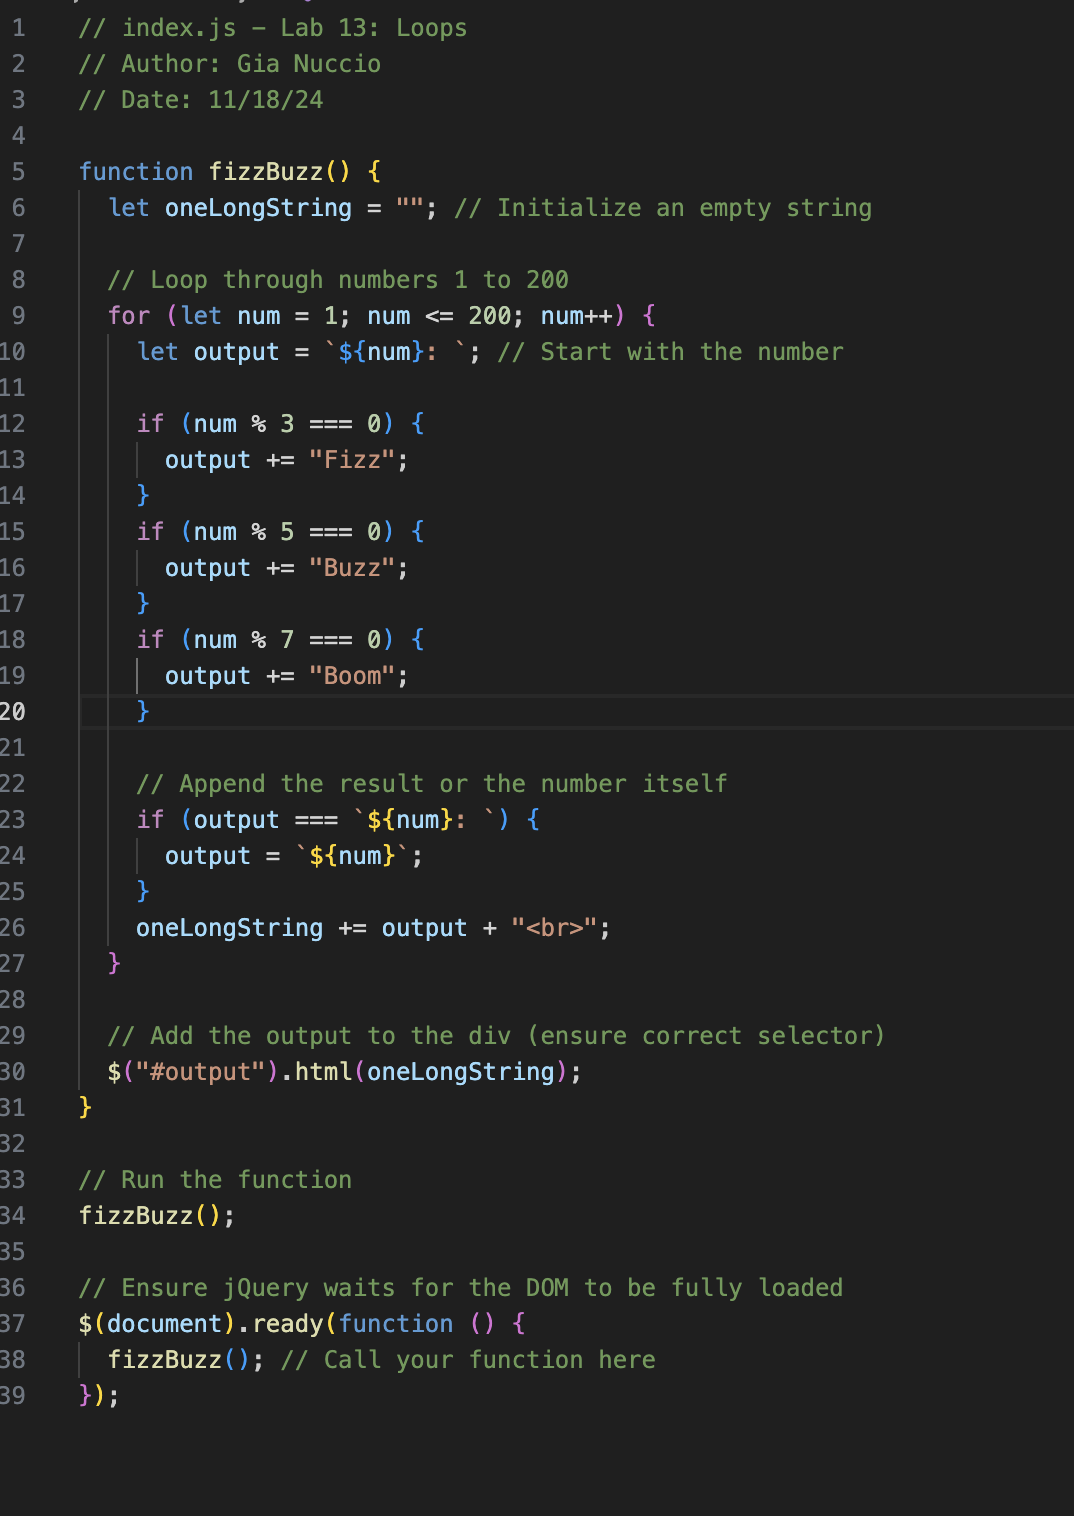 1 // index.js – Lab 13: Loops
2 // Author: Gia Nuccio
3 // Date: 11/18/24
4
5 function fizzBuzz() {
6   let oneLongString = ""; // Initialize an empty string
7
8   // Loop through numbers 1 to 200
9   for (let num = 1; num <= 200; num++) {
10     let output = `${num}: `; // Start with the number
11
12     if (num % 3 === 0) {
13       output += "Fizz";
14     }
15     if (num % 5 === 0) {
16       output += "Buzz";
17     }
18     if (num % 7 === 0) {
19       output += "Boom";
20     }
21
22     // Append the result or the number itself
23     if (output === `${num}: `) {
24       output = `${num}`;
25     }
26     oneLongString += output + "<br>";
27   }
28
29   // Add the output to the div (ensure correct selector)
30   $("#output").html(oneLongString);
31 }
32
33 // Run the function
34 fizzBuzz();
35
36 // Ensure jQuery waits for the DOM to be fully loaded
37 $(document).ready(function () {
38   fizzBuzz(); // Call your function here
39 });